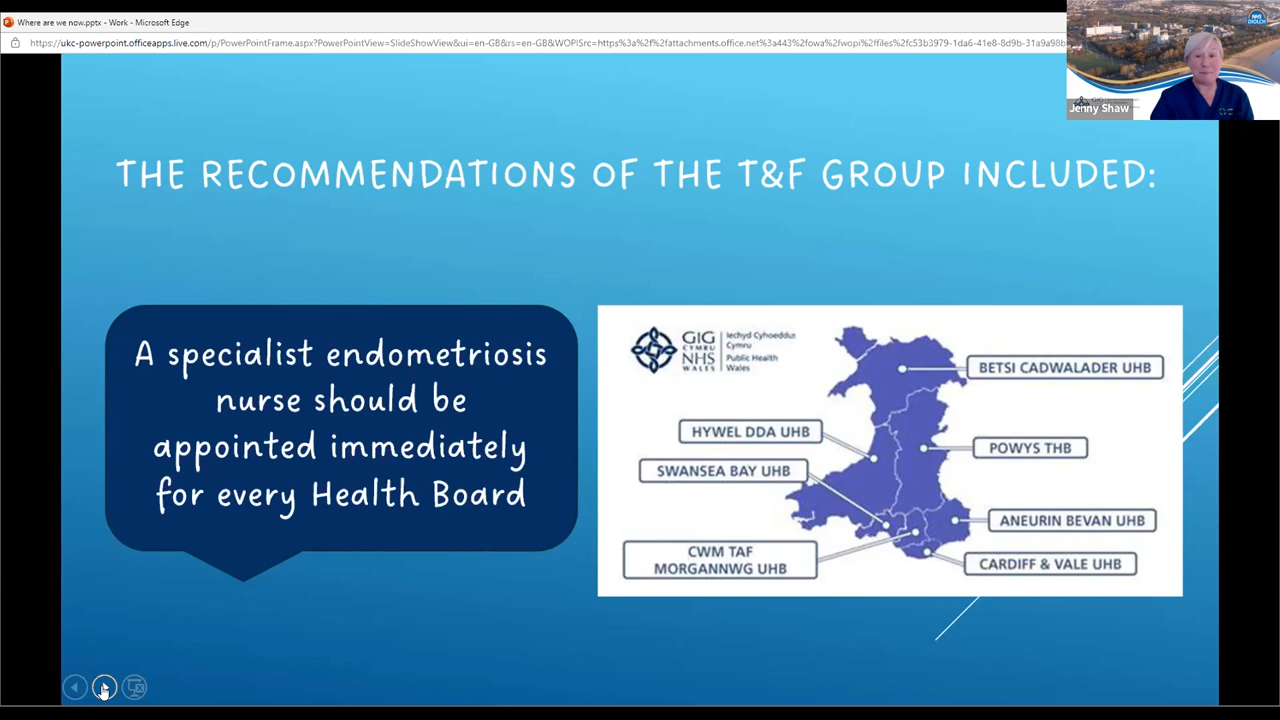 Where are we now.pptx - Work - Microsoft Edge
https://ukc-powerpoint.officeapps.live.com/p/PowerPointFrame.aspx?PowerPointView=SlideShowView&ui=en-GB&rs=en-GB&WOPISrc=https%3a%2f%2fattachments.office.net%3a443%2fowa%2fwopi%2ffiles%2fc53b3979-1da6-41e8-8d9b-31a9a98b
NHS
DIOLCH
Jenny Shaw
THE RECOMMENDATIONS OF THE T&F GROUP INCLUDED:
A specialist endometriosis
nurse should be
appointed immediately
for every Health Board
GIG
CYMRU
NHS
WALES
Iechyd Cyhoeddus
Cymru
Public Health
Wales
BETSI CADWALADER UHB
HYWEL DDA UHB
POWYS THB
SWANSEA BAY UHB
ANEURIN BEVAN UHB
CWM TAF
MORGANNWG UHB
CARDIFF & VALE UHB